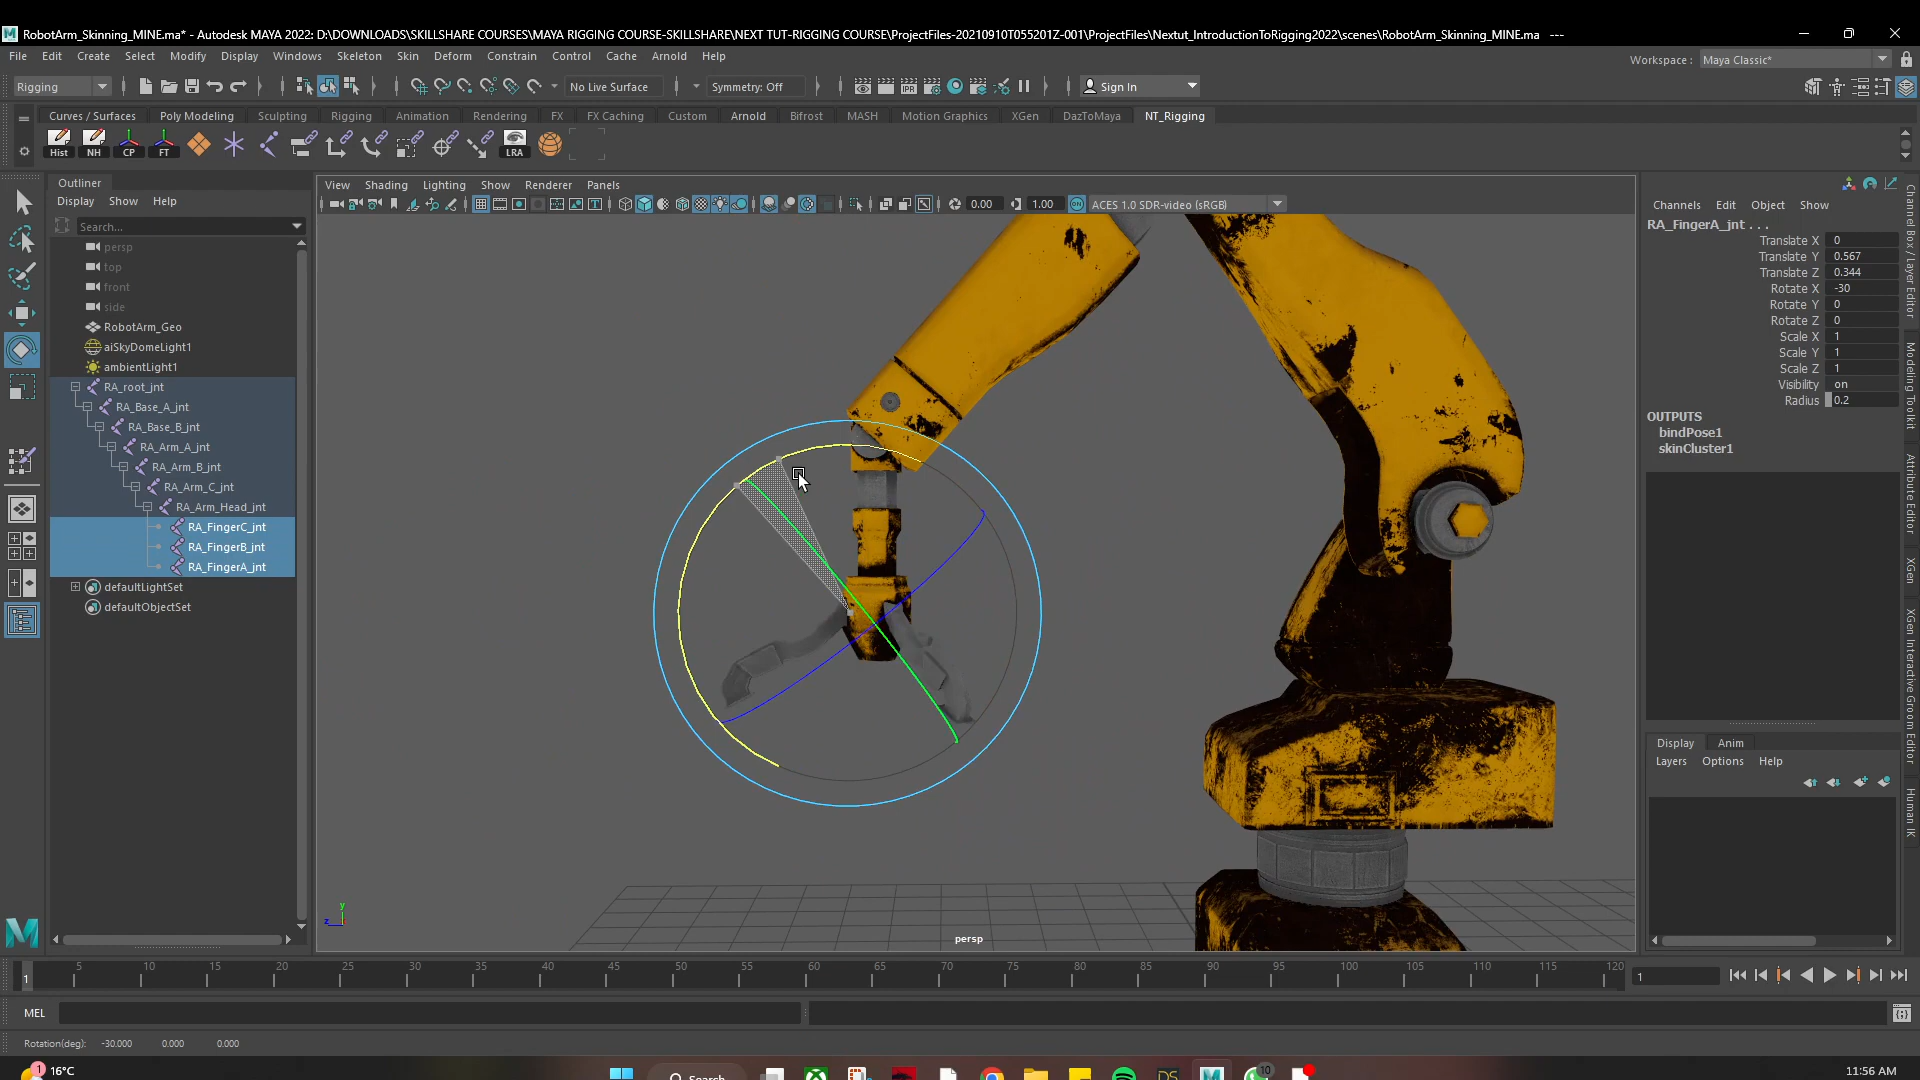 RobotArm_Skinning_MINE.ma* - Autodesk MAYA 2022: D:\DOWNLOADS\SKILLSHARE COURSES\MAYA RIGGING COURSE-SKILLSHARE\NEXT TUT-RIGGING COURSE\ProjectFiles-20210910T055201Z-001\ProjectFiles\Nextut_IntroductionToRigging2022\scenes\RobotArm_Skinning_MINE.ma ---
File Edit Create Select Modify Display Windows Skeleton Skin Deform Constrain Control Cache Arnold Help
Workspace : Maya Classic*
Rigging
No Live Surface
Symmetry: Off
IPR
Sign In
Curves / Surfaces Poly Modeling Sculpting Rigging Animation Rendering FX FX Caching Custom Arnold Bifrost MASH Motion Graphics XGen DazToMaya NT_Rigging
Hist NH CP FT LRA
Outliner
Display Show Help
Search...
persp
top
front
side
RobotArm_Geo
aiSkyDomeLight1
ambientLight1
RA_root_jnt
RA_Base_A_jnt
RA_Base_B_jnt
RA_Arm_A_jnt
RA_Arm_B_jnt
RA_Arm_C_jnt
RA_Arm_Head_jnt
RA_FingerC_jnt
RA_FingerB_jnt
RA_FingerA_jnt
defaultLightSet
defaultObjectSet
View Shading Lighting Show Renderer Panels
0.00 1.00 ON ACES 1.0 SDR-video (sRGB)
y
z
persp
Channels Edit Object Show
RA_FingerA_jnt . . .
Translate X 0
Translate Y 0.567
Translate Z 0.344
Rotate X -30
Rotate Y 0
Rotate Z 0
Scale X 1
Scale Y 1
Scale Z 1
Visibility on
Radius 0.2
OUTPUTS
bindPose1
skinCluster1
Display Anim
Layers Options Help
Channel Box / Layer Editor
Modeling Toolkit
Attribute Editor
XGen
XGen Interactive Groom Editor
Human IK
1 5 10 15 20 25 30 35 40 45 50 55 60 65 70 75 80 85 90 95 100 105 110 115 120
1
MEL
Rotation(deg): -30.000 0.000 0.000
1
16°C
Search
DS
10
11:56 AM